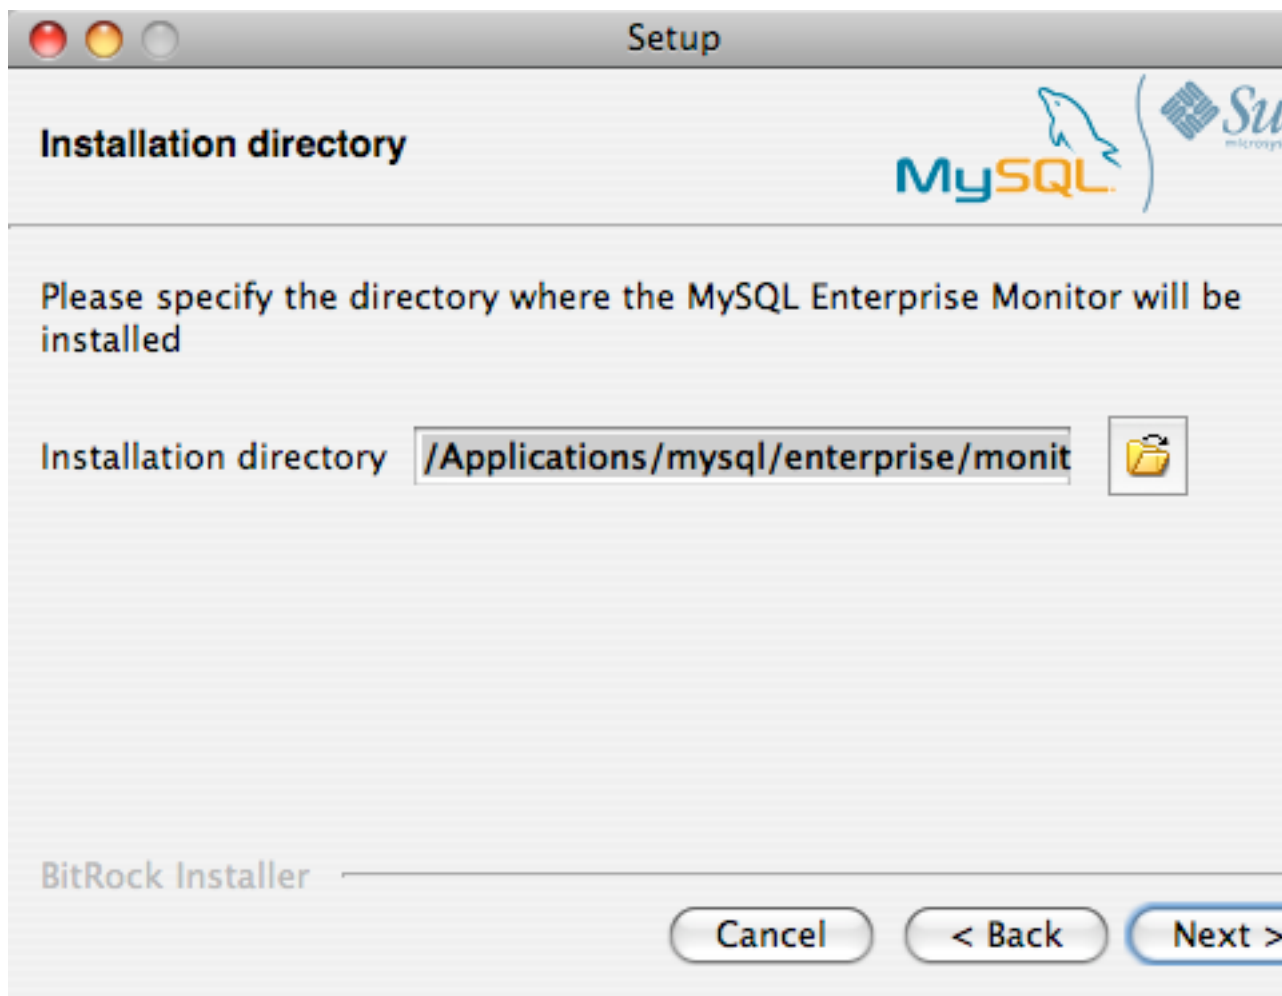 Setup
Installation directory
MySQL
Please specify the directory where the MySQL Enterprise Monitor will be
installed
Installation directory /Applications/mysql/enterprise/monit
BitRock Installer
Cancel < Back Next >